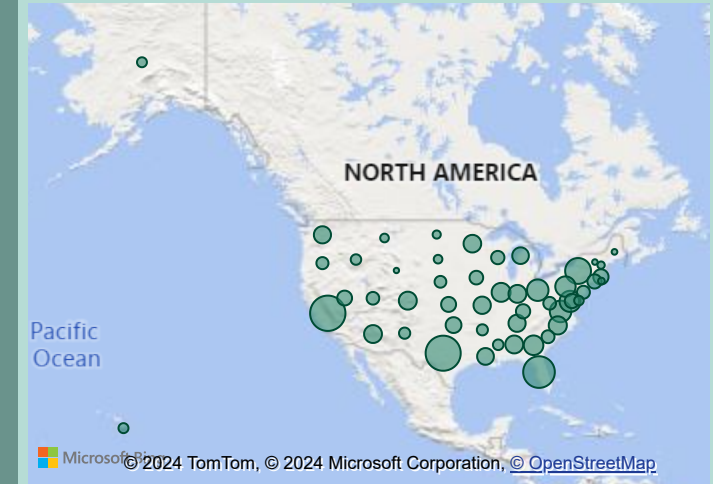 NORTH AMERICA
Pacific
Ocean
Microsoft Bing
© 2024 TomTom, © 2024 Microsoft Corporation, © OpenStreetMap